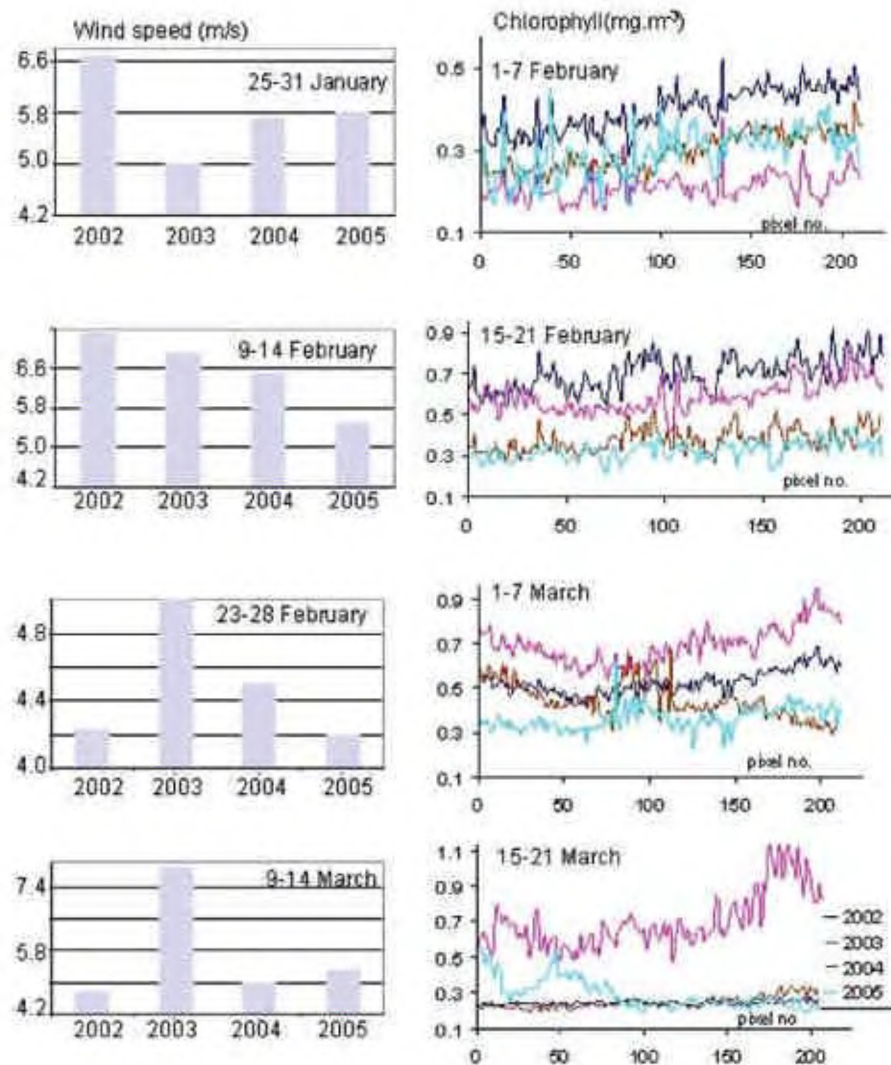 Wind speed (m/s)
25-31 January
6.6
5.8
5.0
4.2
2002 2003 2004 2005
Chlorophyll(mg.m-3)
1-7 February
0.5
0.3
0.1
pixel no.
0 50 100 150 200
9-14 February
6.6
5.8
5.0
4.2
2002 2003 2004 2005
15-21 February
0.9
0.7
0.5
0.3
0.1
pixel no.
0 50 100 150 200
23-28 February
4.8
4.4
4.0
2002 2003 2004 2005
1-7 March
0.9
0.7
0.5
0.3
0.1
pixel no.
0 50 100 150 200
9-14 March
7.4
5.8
4.2
2002 2003 2004 2005
15-21 March
1.1
0.9
0.7
0.5
0.3
0.1
2002
2003
2004
2005
pixel no
0 50 100 150 200